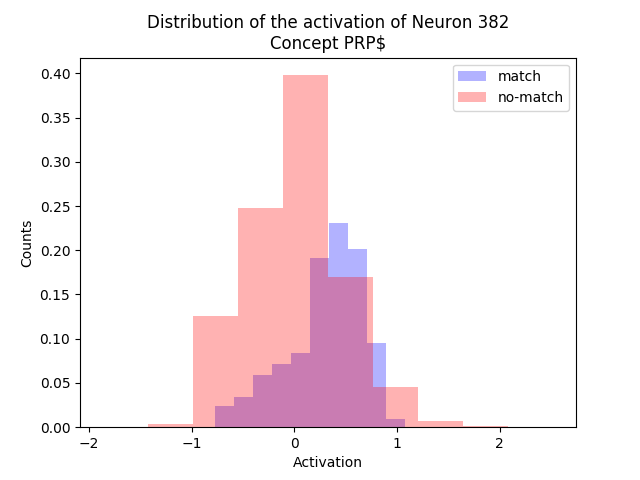 Distribution of the activation of Neuron 382
Concept PRP$
match
no-match
0.40
0.35
0.30
0.25
0.20
0.15
0.10
0.05
0.00
Counts
−2
−1
0
1
2
Activation